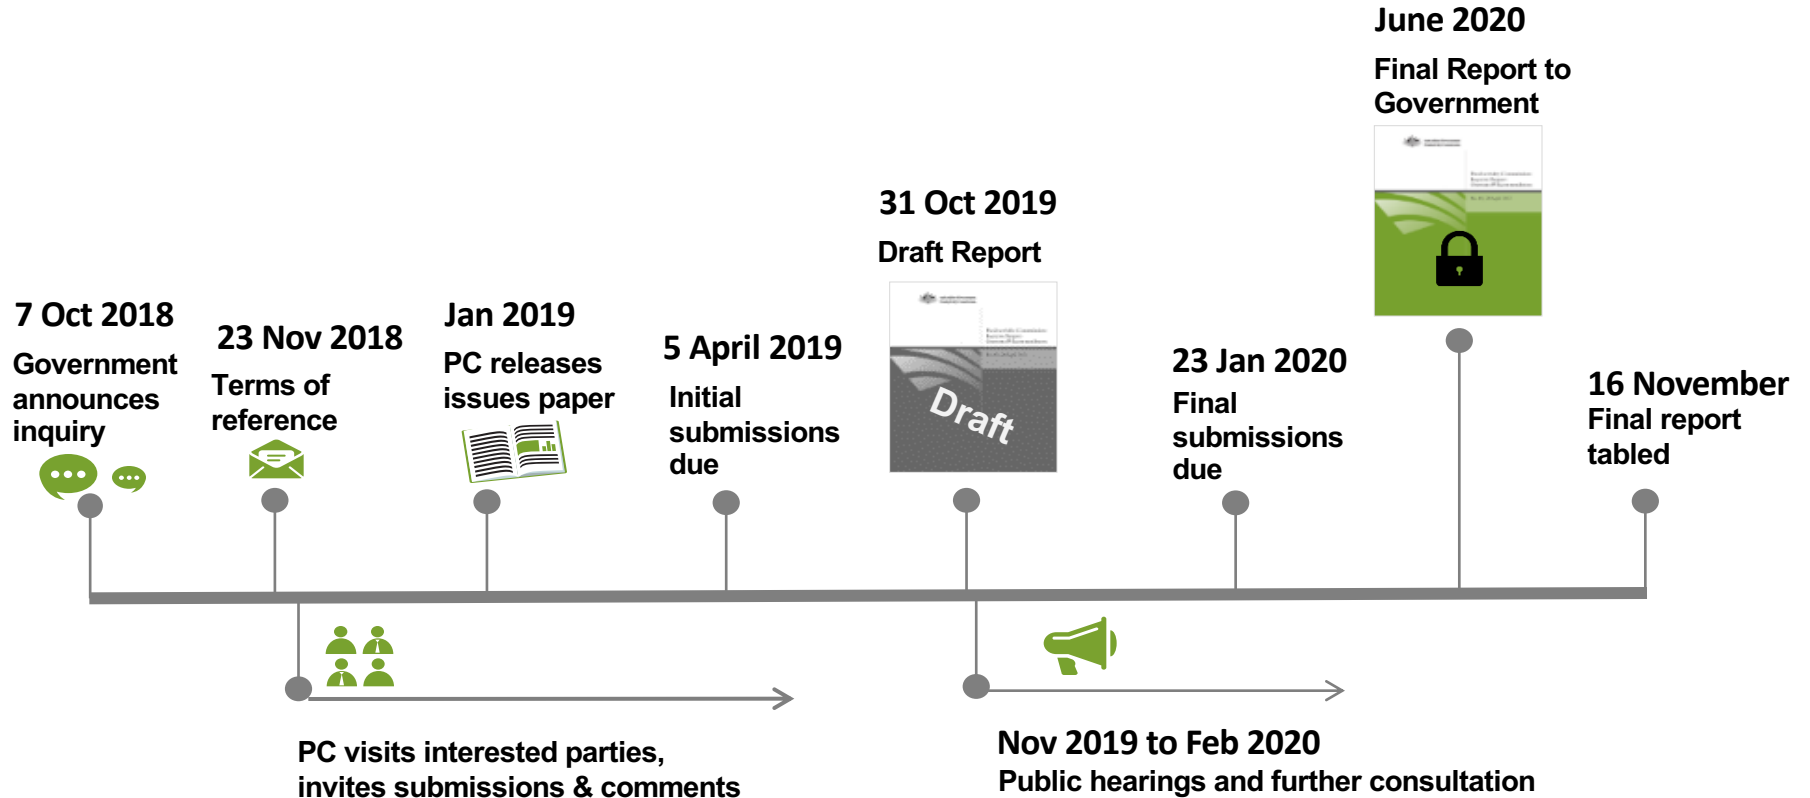 7 Oct 2018
Government
announces
inquiry
23 Nov 2018
Terms of
reference
Jan 2019
PC releases
issues paper
5 April 2019
Initial
submissions
due
31 Oct 2019
Draft Report
Draft
23 Jan 2020
Final
submissions
due
June 2020
Final Report to
Government
16 November
Final report
tabled
PC visits interested parties,
invites submissions & comments
Nov 2019 to Feb 2020
Public hearings and further consultation